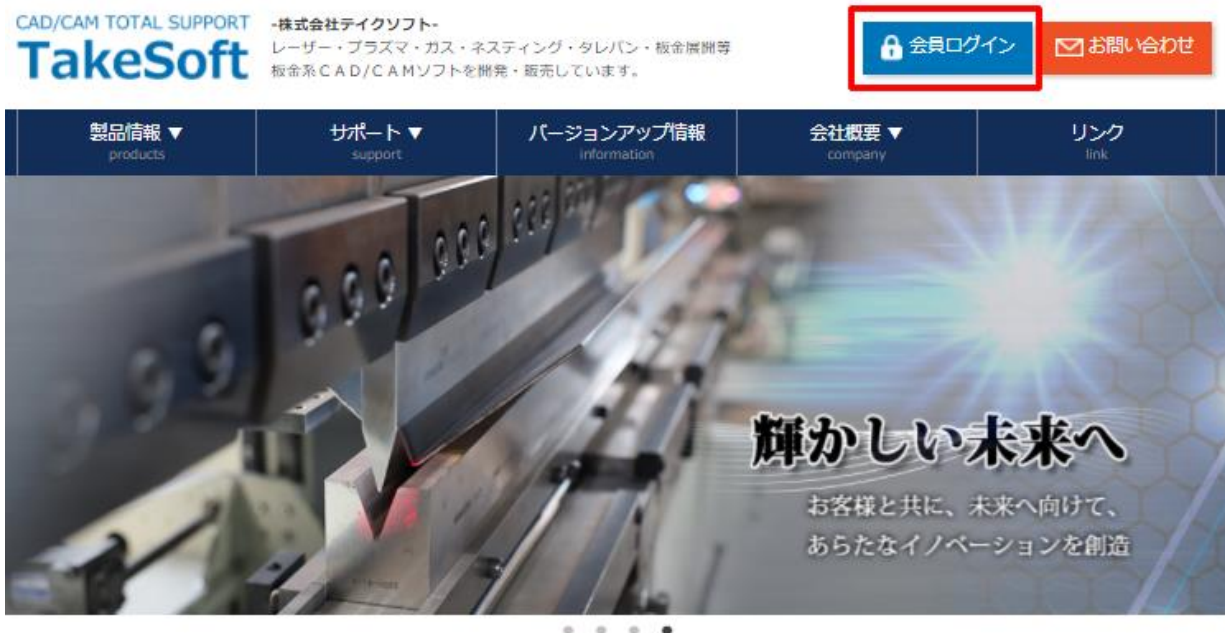 CAD/CAM TOTAL SUPPORT
TakeSoft
-株式会社テイクソフト-
レーザー・プラズマ・ガス・ネスティング・タレパン・板金展開等
板金系CAD/CAMソフトを開発・販売しています。
会員ログイン
お問い合わせ
製品情報 ▼
products
サポート ▼
support
バージョンアップ情報
information
会社概要 ▼
company
リンク
link
輝かしい未来へ
お客様と共に、未来へ向けて、
あらたなイノベーションを創造